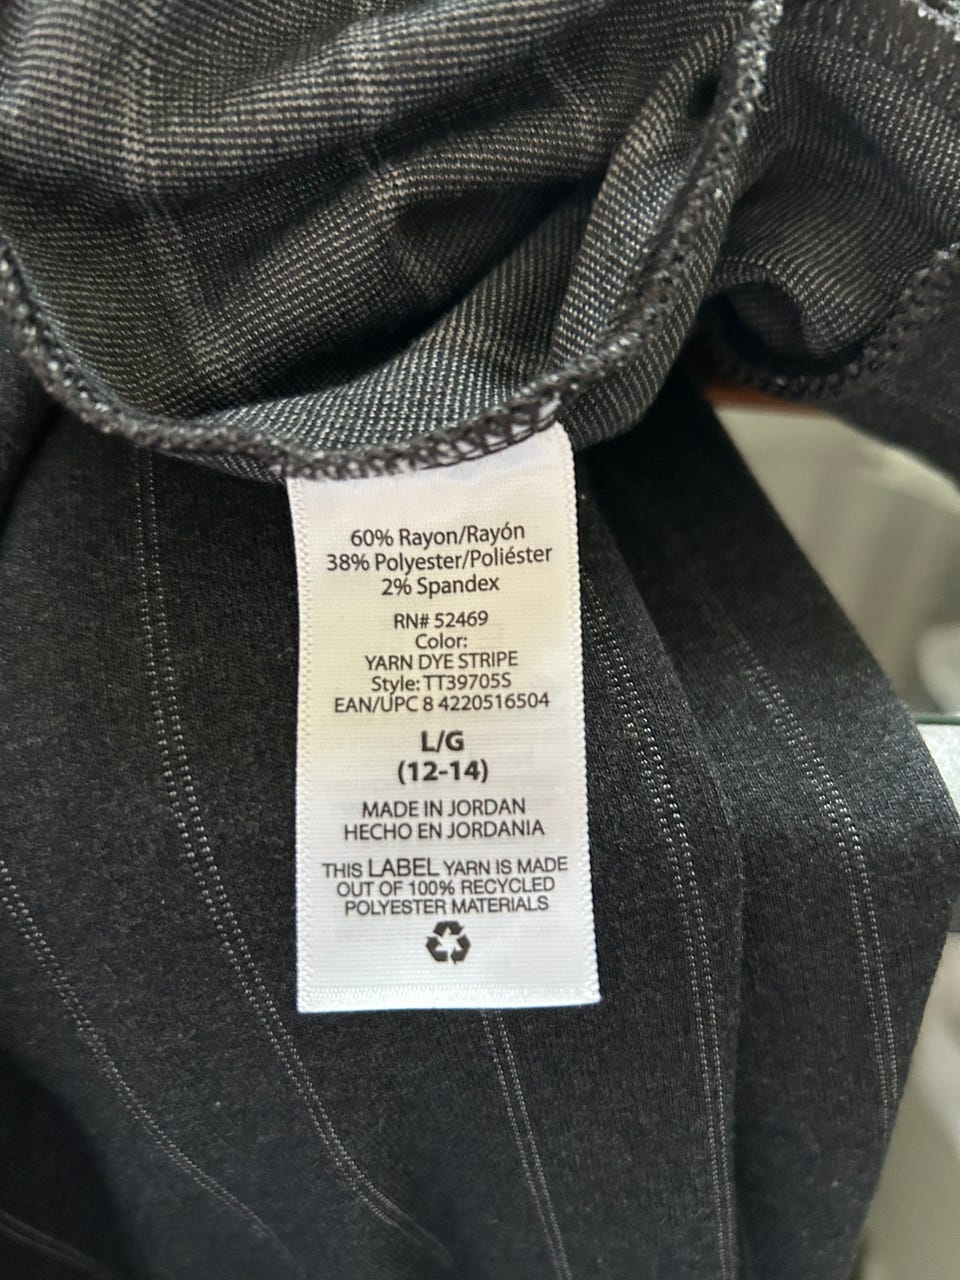 60% Rayon/Rayón
38% Polyester/Poliéster
2% Spandex
RN# 52469
Color:
YARN DYE STRIPE
Style: TT39705S
EAN/UPC 8 4220516504
L/G
(12-14)
MADE IN JORDAN
HECHO EN JORDANIA
THIS LABEL YARN IS MADE
OUT OF 100% RECYCLED
POLYESTER MATERIALS